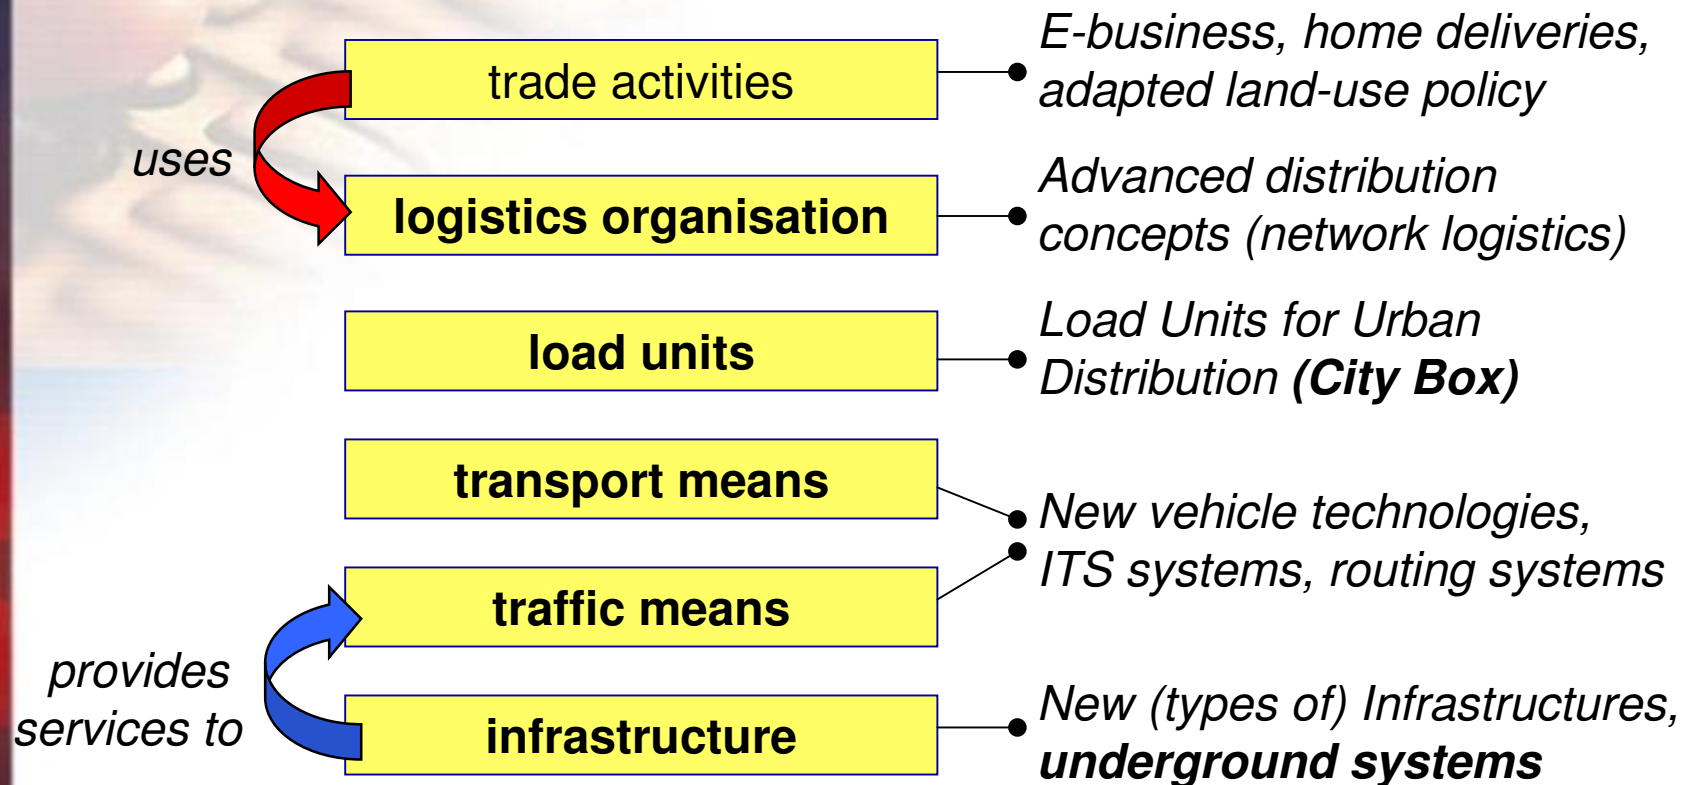 trade activities
E-business, home deliveries,
adapted land-use policy
uses
logistics organisation
Advanced distribution
concepts (network logistics)
load units
Load Units for Urban
Distribution (City Box)
transport means
New vehicle technologies,
ITS systems, routing systems
traffic means
provides
services to
infrastructure
New (types of) Infrastructures,
underground systems